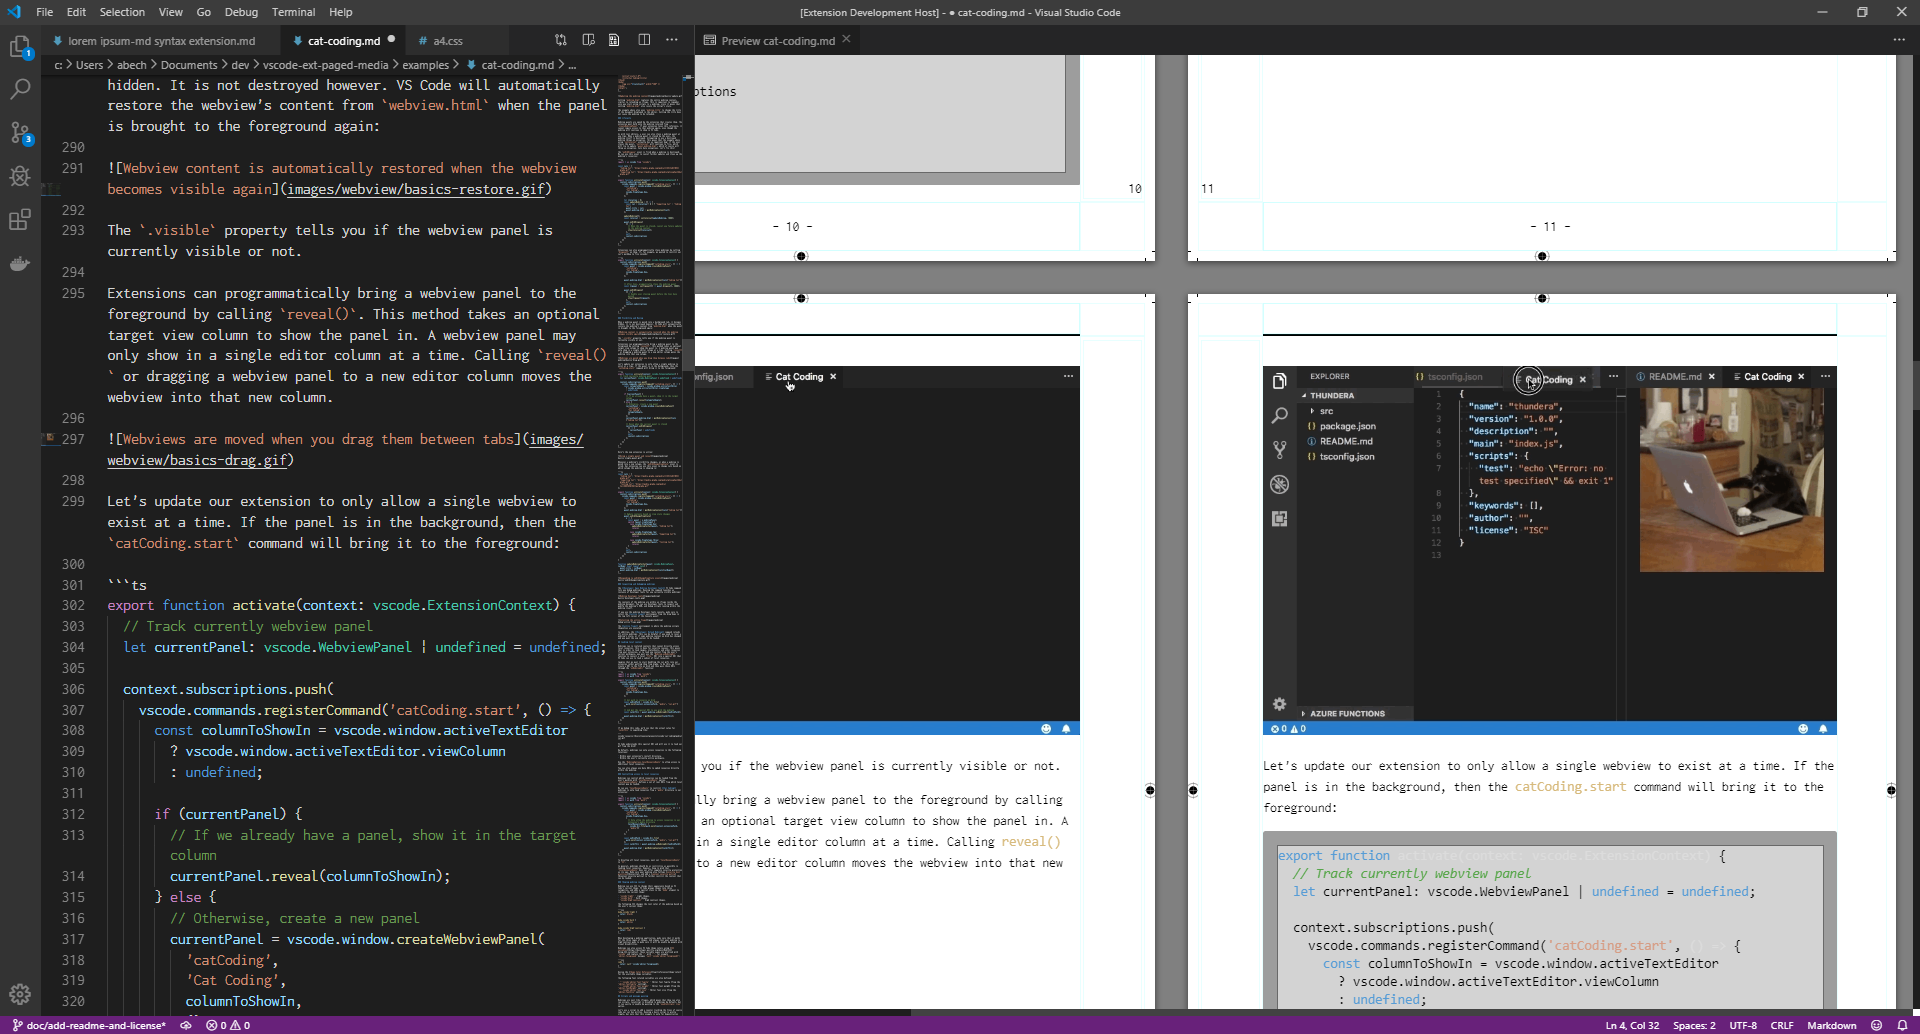 File Edit Selection View Go Debug Terminal Help
[Extension Development Host] - ● cat-coding.md - Visual Studio Code
lorem ipsum-md syntax extension.md
cat-coding.md
# a4.css
Preview cat-coding.md
c: > Users > abech > Documents > dev > vscode-ext-paged-media > examples > cat-coding.md > ...
1
3
hidden. It is not destroyed however. VS Code will automatically
restore the webview's content from `webview.html` when the panel
is brought to the foreground again:
290
291 ![Webview content is automatically restored when the webview
becomes visible again](images/webview/basics-restore.gif)
292
293 The `.visible` property tells you if the webview panel is
currently visible or not.
294
295 Extensions can programmatically bring a webview panel to the
foreground by calling `reveal()`. This method takes an optional
target view column to show the panel in. A webview panel may
only show in a single editor column at a time. Calling `reveal()
` or dragging a webview panel to a new editor column moves the
webview into that new column.
296
297 ![Webviews are moved when you drag them between tabs](images/
webview/basics-drag.gif)
298
299 Let's update our extension to only allow a single webview to
exist at a time. If the panel is in the background, then the
`catCoding.start` command will bring it to the foreground:
300
301 ```ts
302 export function activate(context: vscode.ExtensionContext) {
303 // Track currently webview panel
304 let currentPanel: vscode.WebviewPanel | undefined = undefined;
305
306 context.subscriptions.push(
307 vscode.commands.registerCommand('catCoding.start', () => {
308 const columnToShowIn = vscode.window.activeTextEditor
309 ? vscode.window.activeTextEditor.viewColumn
310 : undefined;
311
312 if (currentPanel) {
313 // If we already have a panel, show it in the target
column
314 currentPanel.reveal(columnToShowIn);
315 } else {
316 // Otherwise, create a new panel
317 currentPanel = vscode.window.createWebviewPanel(
318 'catCoding',
319 'Cat Coding',
320 columnToShowIn,
ptions
10
- 10 -
11
- 11 -
nfig.json
Cat Coding
you if the webview panel is currently visible or not.
lly bring a webview panel to the foreground by calling
an optional target view column to show the panel in. A
in a single editor column at a time. Calling reveal()
to a new editor column moves the webview into that new
EXPLORER
THUNDERA
src
package.json
README.md
tsconfig.json
AZURE FUNCTIONS
0 0
tsconfig.json
Cat Coding
README.md
Cat Coding
1 {
2 "name": "thundera",
3 "version": "1.0.0",
4 "description": "",
5 "main": "index.js",
6 "scripts": {
7 "test": "echo \"Error: no
test specified\" && exit 1"
8 },
9 "keywords": [],
10 "author": "",
11 "license": "ISC"
12 }
13
Let's update our extension to only allow a single webview to exist at a time. If the
panel is in the background, then the catCoding.start command will bring it to the
foreground:
export function activate(context: vscode.ExtensionContext) {
// Track currently webview panel
let currentPanel: vscode.WebviewPanel | undefined = undefined;
context.subscriptions.push(
vscode.commands.registerCommand('catCoding.start', () => {
const columnToShowIn = vscode.window.activeTextEditor
? vscode.window.activeTextEditor.viewColumn
: undefined;
doc/add-readme-and-license*
0 0
Ln 4, Col 32 Spaces: 2 UTF-8 CRLF Markdown